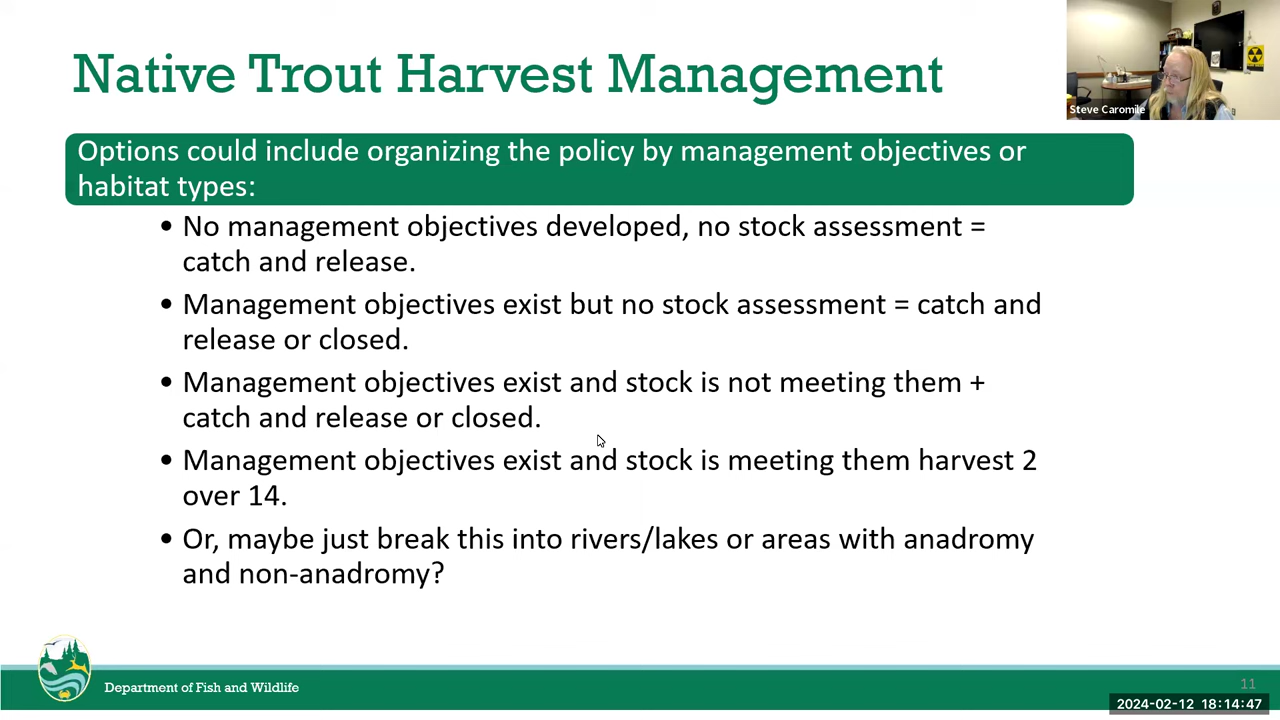 Native Trout Harvest Management
Steve Caromile
Options could include organizing the policy by management objectives or
habitat types:
• No management objectives developed, no stock assessment =
catch and release.
• Management objectives exist but no stock assessment = catch and
release or closed.
• Management objectives exist and stock is not meeting them +
catch and release or closed.
• Management objectives exist and stock is meeting them harvest 2
over 14.
• Or, maybe just break this into rivers/lakes or areas with anadromy
and non-anadromy?
Department of Fish and Wildlife
11
2024-02-12 18:14:47